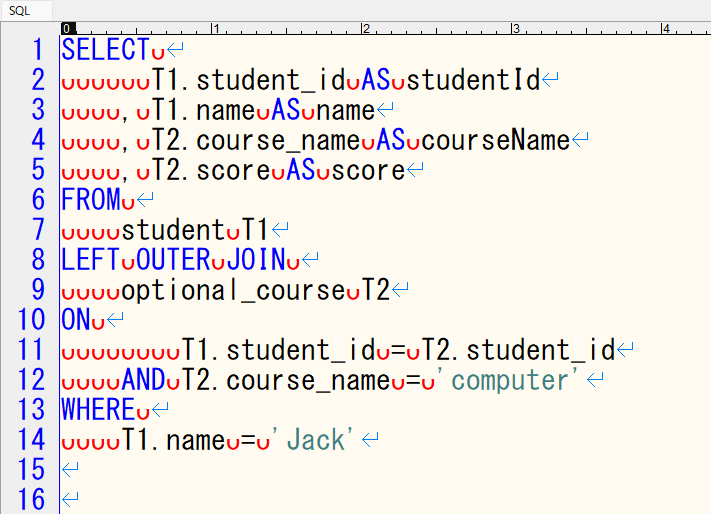 SQL
0 1 2 3 4
1 SELECT
2       T1.student_id AS studentId
3     , T1.name AS name
4     , T2.course_name AS courseName
5     , T2.score AS score
6 FROM
7     student T1
8 LEFT OUTER JOIN
9     optional_course T2
10 ON
11         T1.student_id = T2.student_id
12     AND T2.course_name = 'computer'
13 WHERE
14     T1.name = 'Jack'
15
16